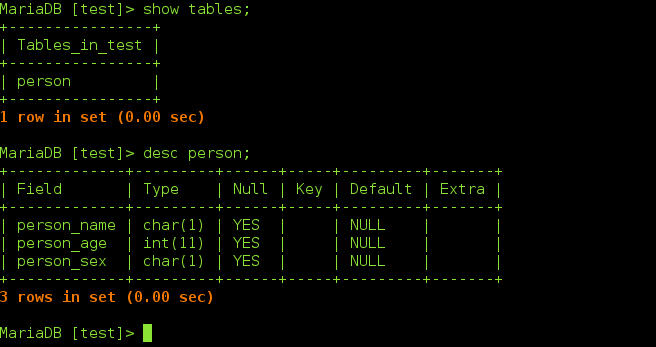 MariaDB [test]> show tables;
+----------------+
| Tables_in_test |
+----------------+
| person         |
+----------------+
1 row in set (0.00 sec)

MariaDB [test]> desc person;
+-------------+---------+------+-----+---------+-------+
| Field       | Type    | Null | Key | Default | Extra |
+-------------+---------+------+-----+---------+-------+
| person_name | char(1) | YES  |     | NULL    |       |
| person_age  | int(11) | YES  |     | NULL    |       |
| person_sex  | char(1) | YES  |     | NULL    |       |
+-------------+---------+------+-----+---------+-------+
3 rows in set (0.00 sec)

MariaDB [test]>